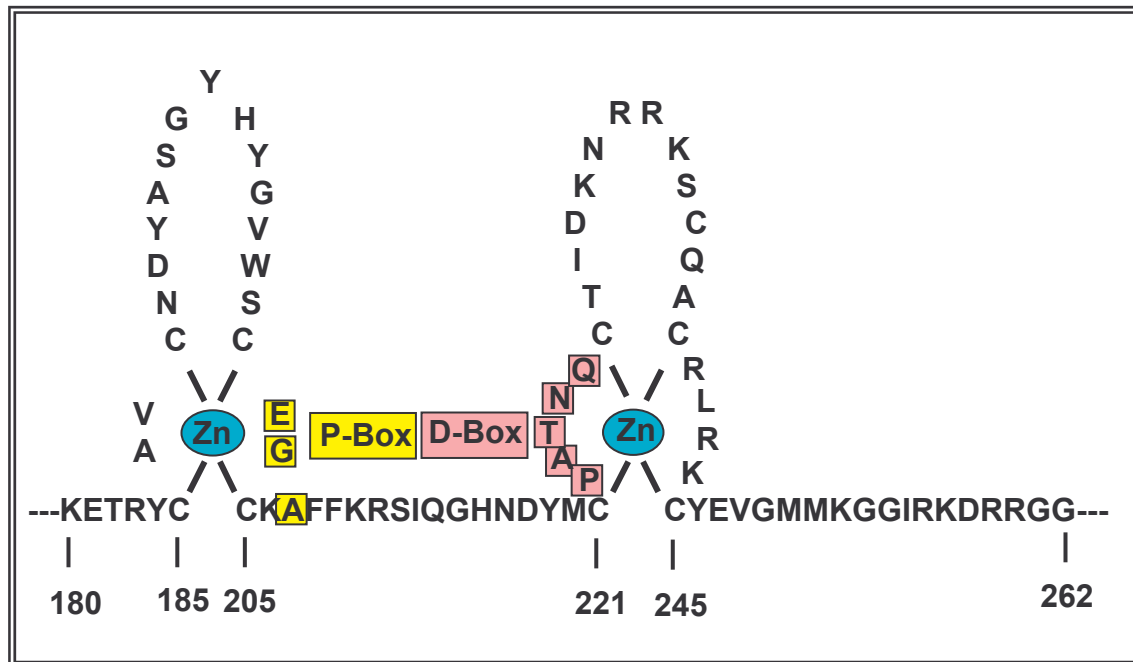 Y
G H
S Y
A G
Y V
D W
N S
C C
V
A
Zn
E
G
P-Box
D-Box
R R
N K
K S
D C
I Q
T A
C C
Q
N
T
A
P
Zn
R
L
R
K
---KETRYC CKAFFKRSIQGHNDYMC CYEVGMMKGGIRKDRRGG---
180 185 205 221 245 262